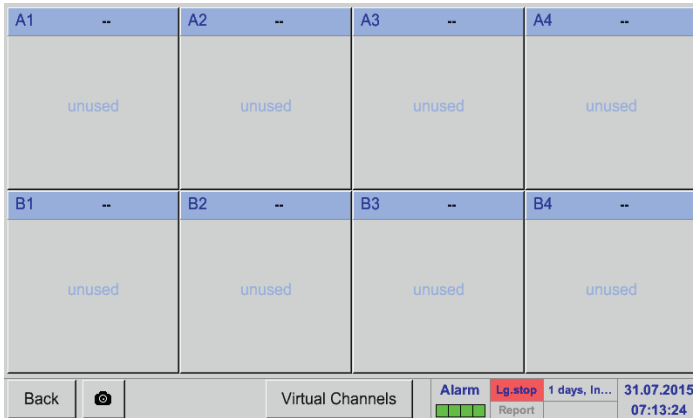 A1 -- A2 -- A3 -- A4 --
unused unused unused unused
B1 -- B2 -- B3 -- B4 --
unused unused unused unused
Back Virtual Channels Alarm Lg.stop 1 days, In... 31.07.2015
Report 07:13:24